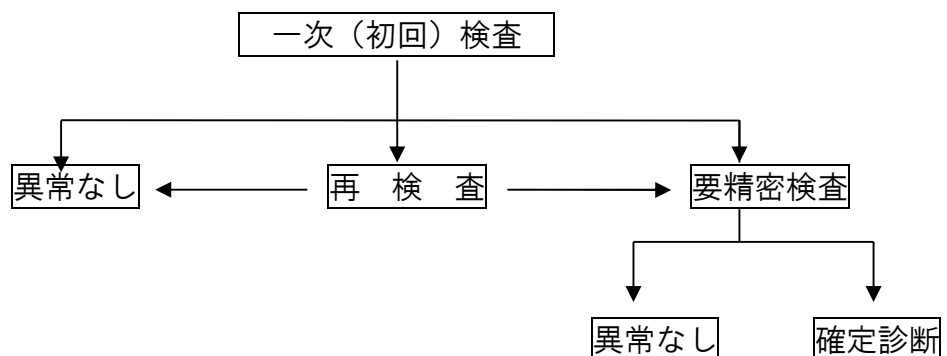 一次（初回）検査
異常なし
再　検　査
要精密検査
異常なし
確定診断